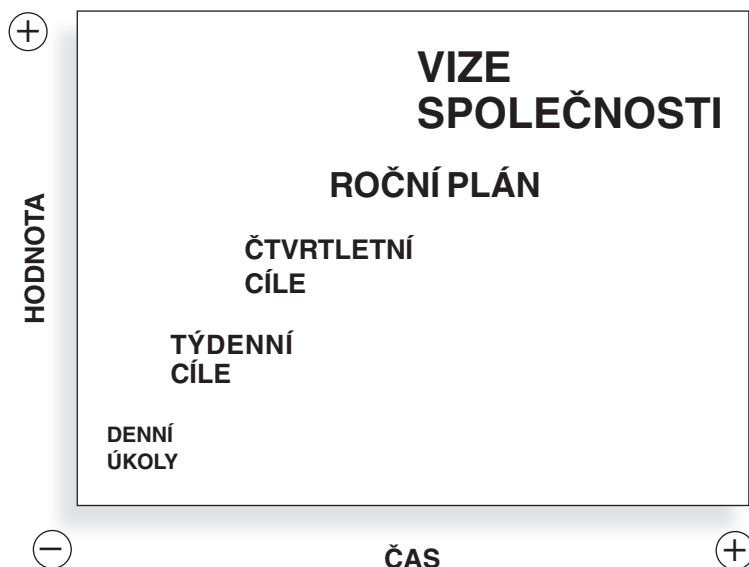 VIZE
SPOLEČNOSTI
ROČNÍ PLÁN
ČTVRTLETNÍ
CÍLE
TÝDENNÍ
CÍLE
DENNÍ
ÚKOLY
HODNOTA
ČAS